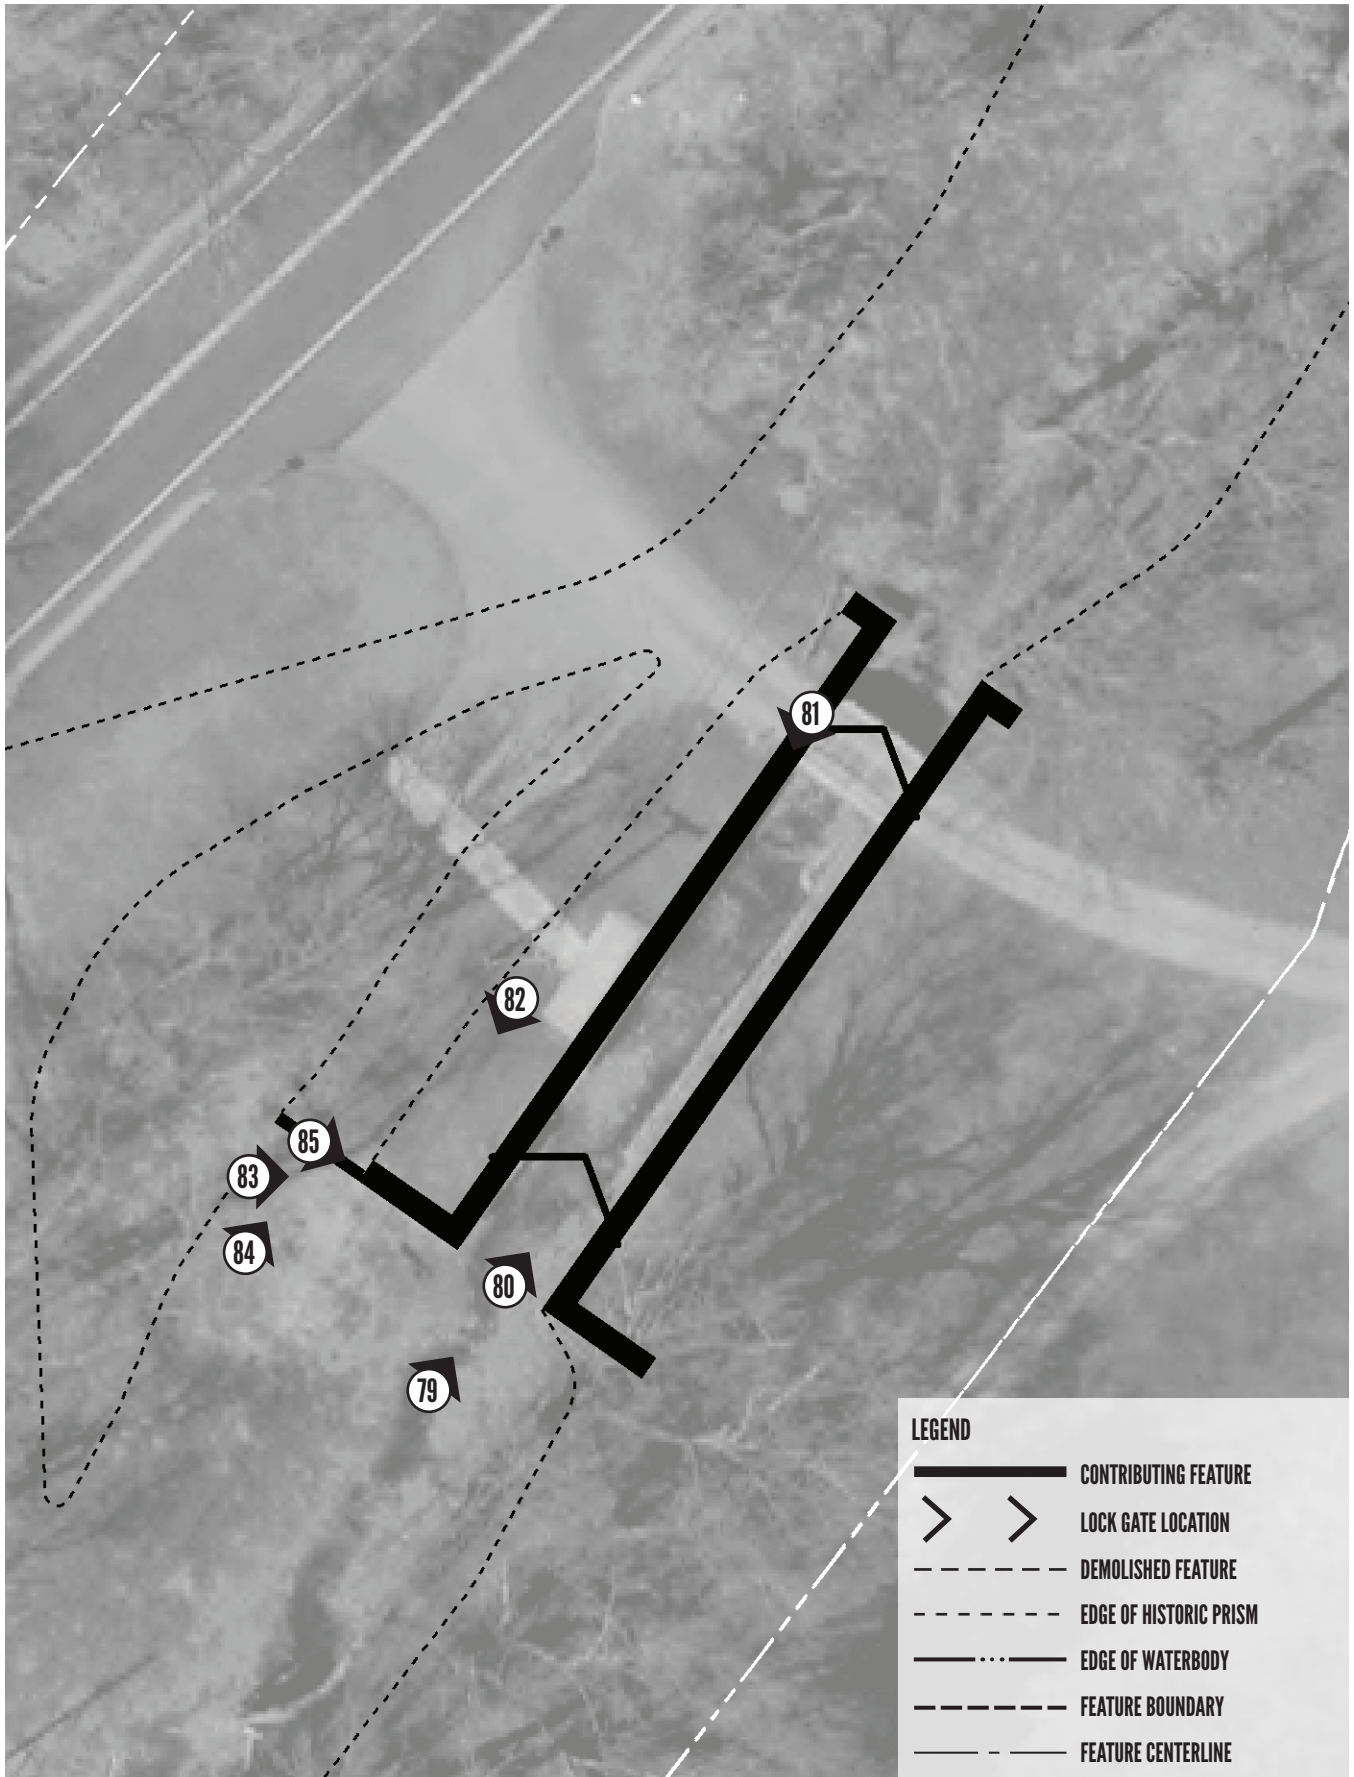 81
82
85
83
84
80
79
LEGEND
CONTRIBUTING FEATURE
LOCK GATE LOCATION
DEMOLISHED FEATURE
EDGE OF HISTORIC PRISM
EDGE OF WATERBODY
FEATURE BOUNDARY
FEATURE CENTERLINE